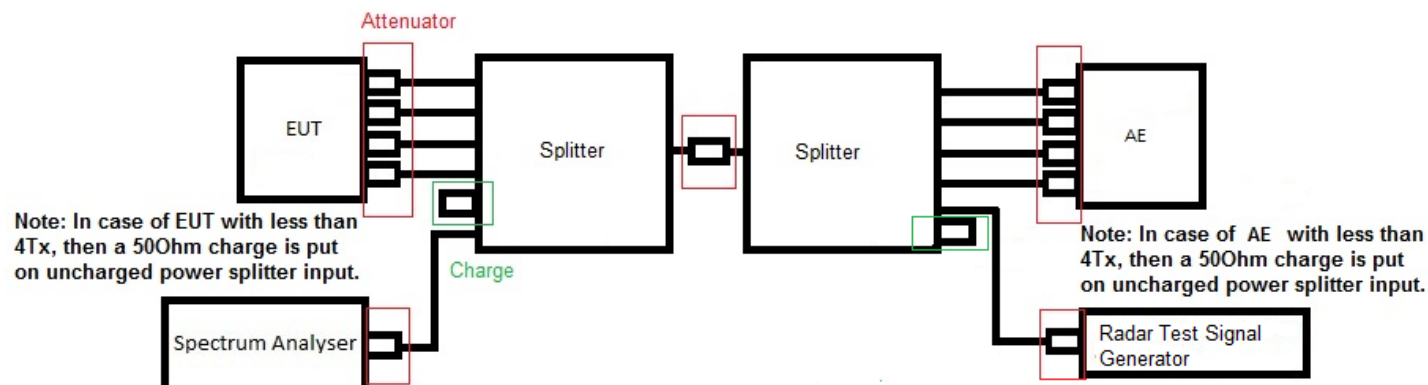 Attenuator
EUT
Splitter
Splitter
AE
Note: In case of EUT with less than
4Tx, then a 50Ohm charge is put
on uncharged power splitter input.
Charge
Note: In case of AE with less than
4Tx, then a 50Ohm charge is put
on uncharged power splitter input.
Spectrum Analyser
Radar Test Signal
Generator